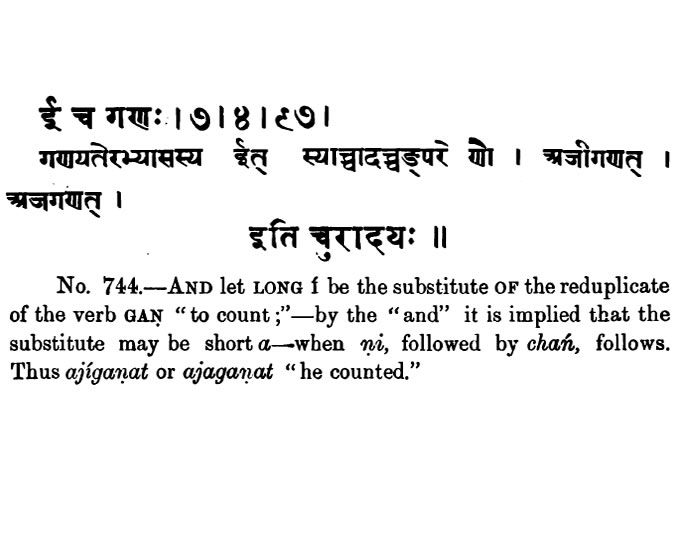 ई च गणः । ७ । ४ । ९७ ।
गणयतेरभ्यासस्य ईत् स्याच्चादच्चङ्परे णौ । अजीगणत् ।
अजगणत् ।
इति चुरादयः ॥
No. 744.—AND let LONG í be the substitute OF the reduplicate
of the verb GAṆ “to count;”—by the “and” it is implied that the
substitute may be short a—when ṇi, followed by chaṅ, follows.
Thus ajígaṇat or ajagaṇat “he counted.”